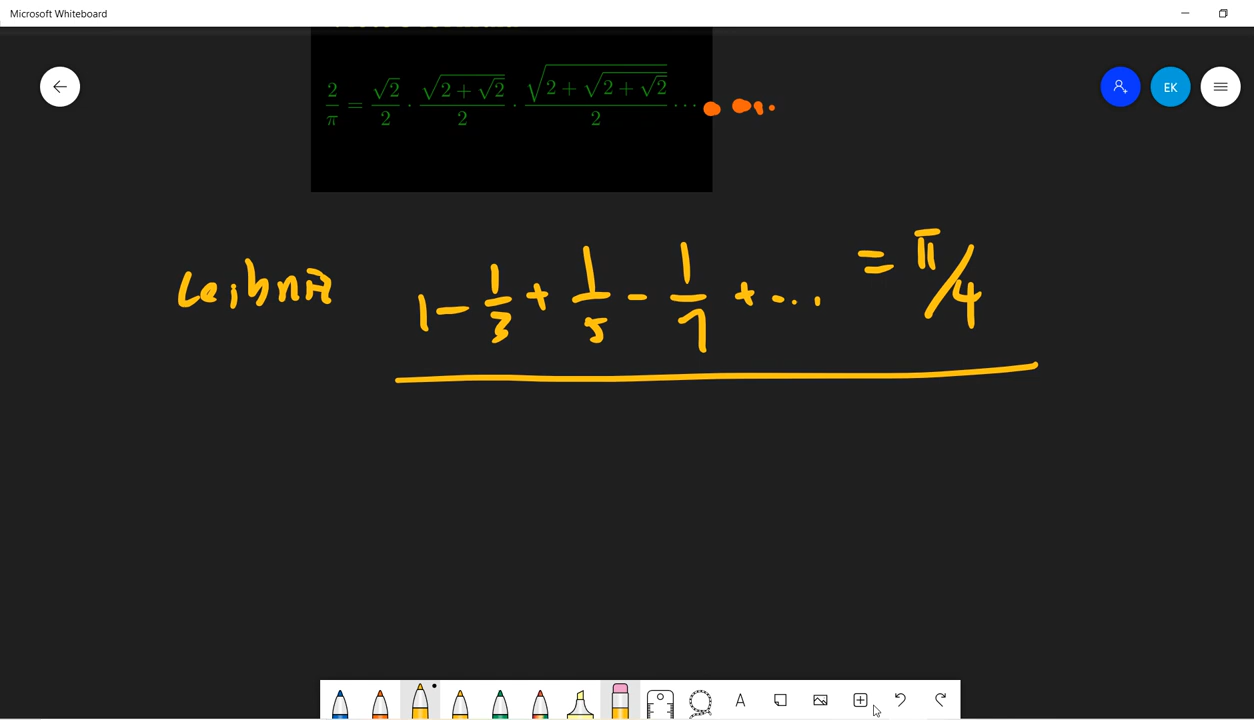 Microsoft Whiteboard
2/π = √2/2 · √(2+√2)/2 · √(2+√(2+√2))/2 ···
EK
Leibniz 1 - 1/3 + 1/5 - 1/7 + ... = π/4
A